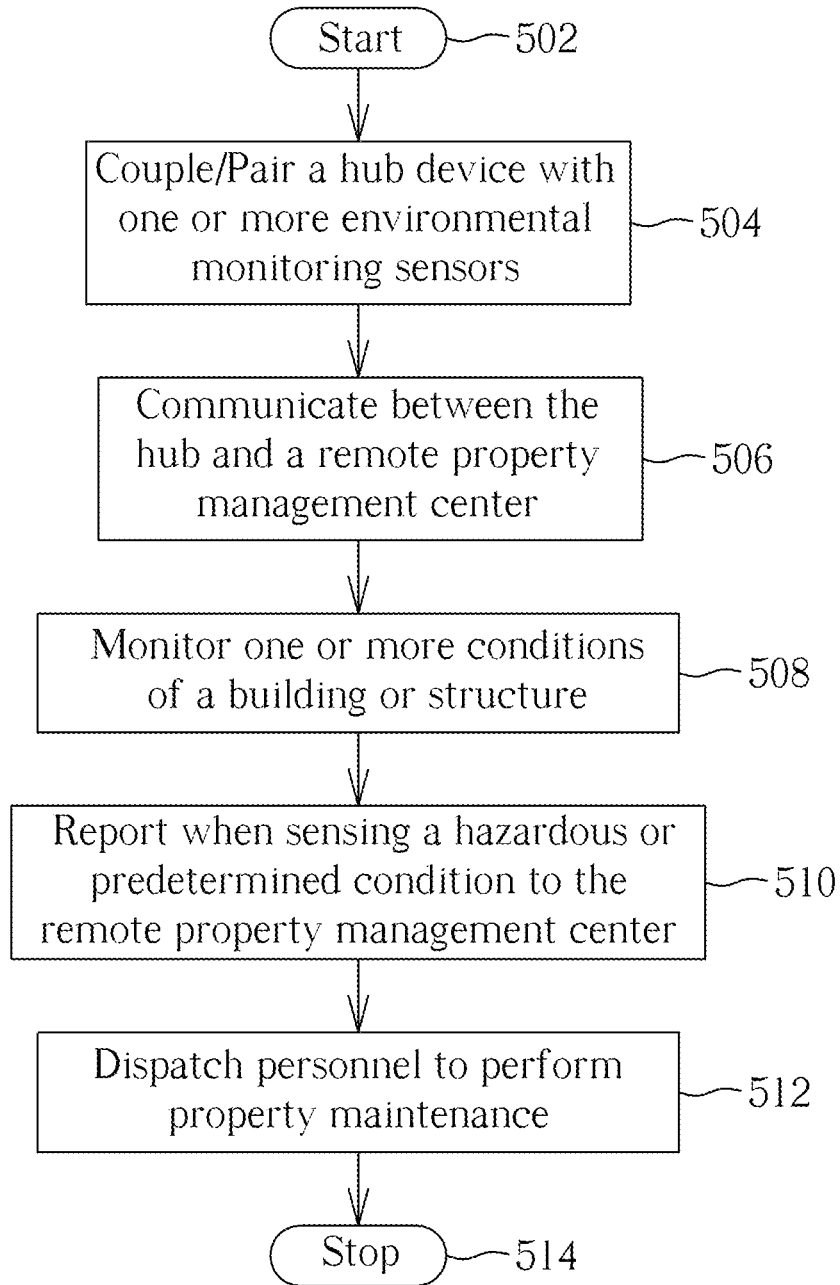 Start
502
Couple/Pair a hub device with
one or more environmental
monitoring sensors
504
Communicate between the
hub and a remote property
management center
506
Monitor one or more conditions
of a building or structure
508
Report when sensing a hazardous or
predetermined condition to the
remote property management center
510
Dispatch personnel to perform
property maintenance
512
Stop
514